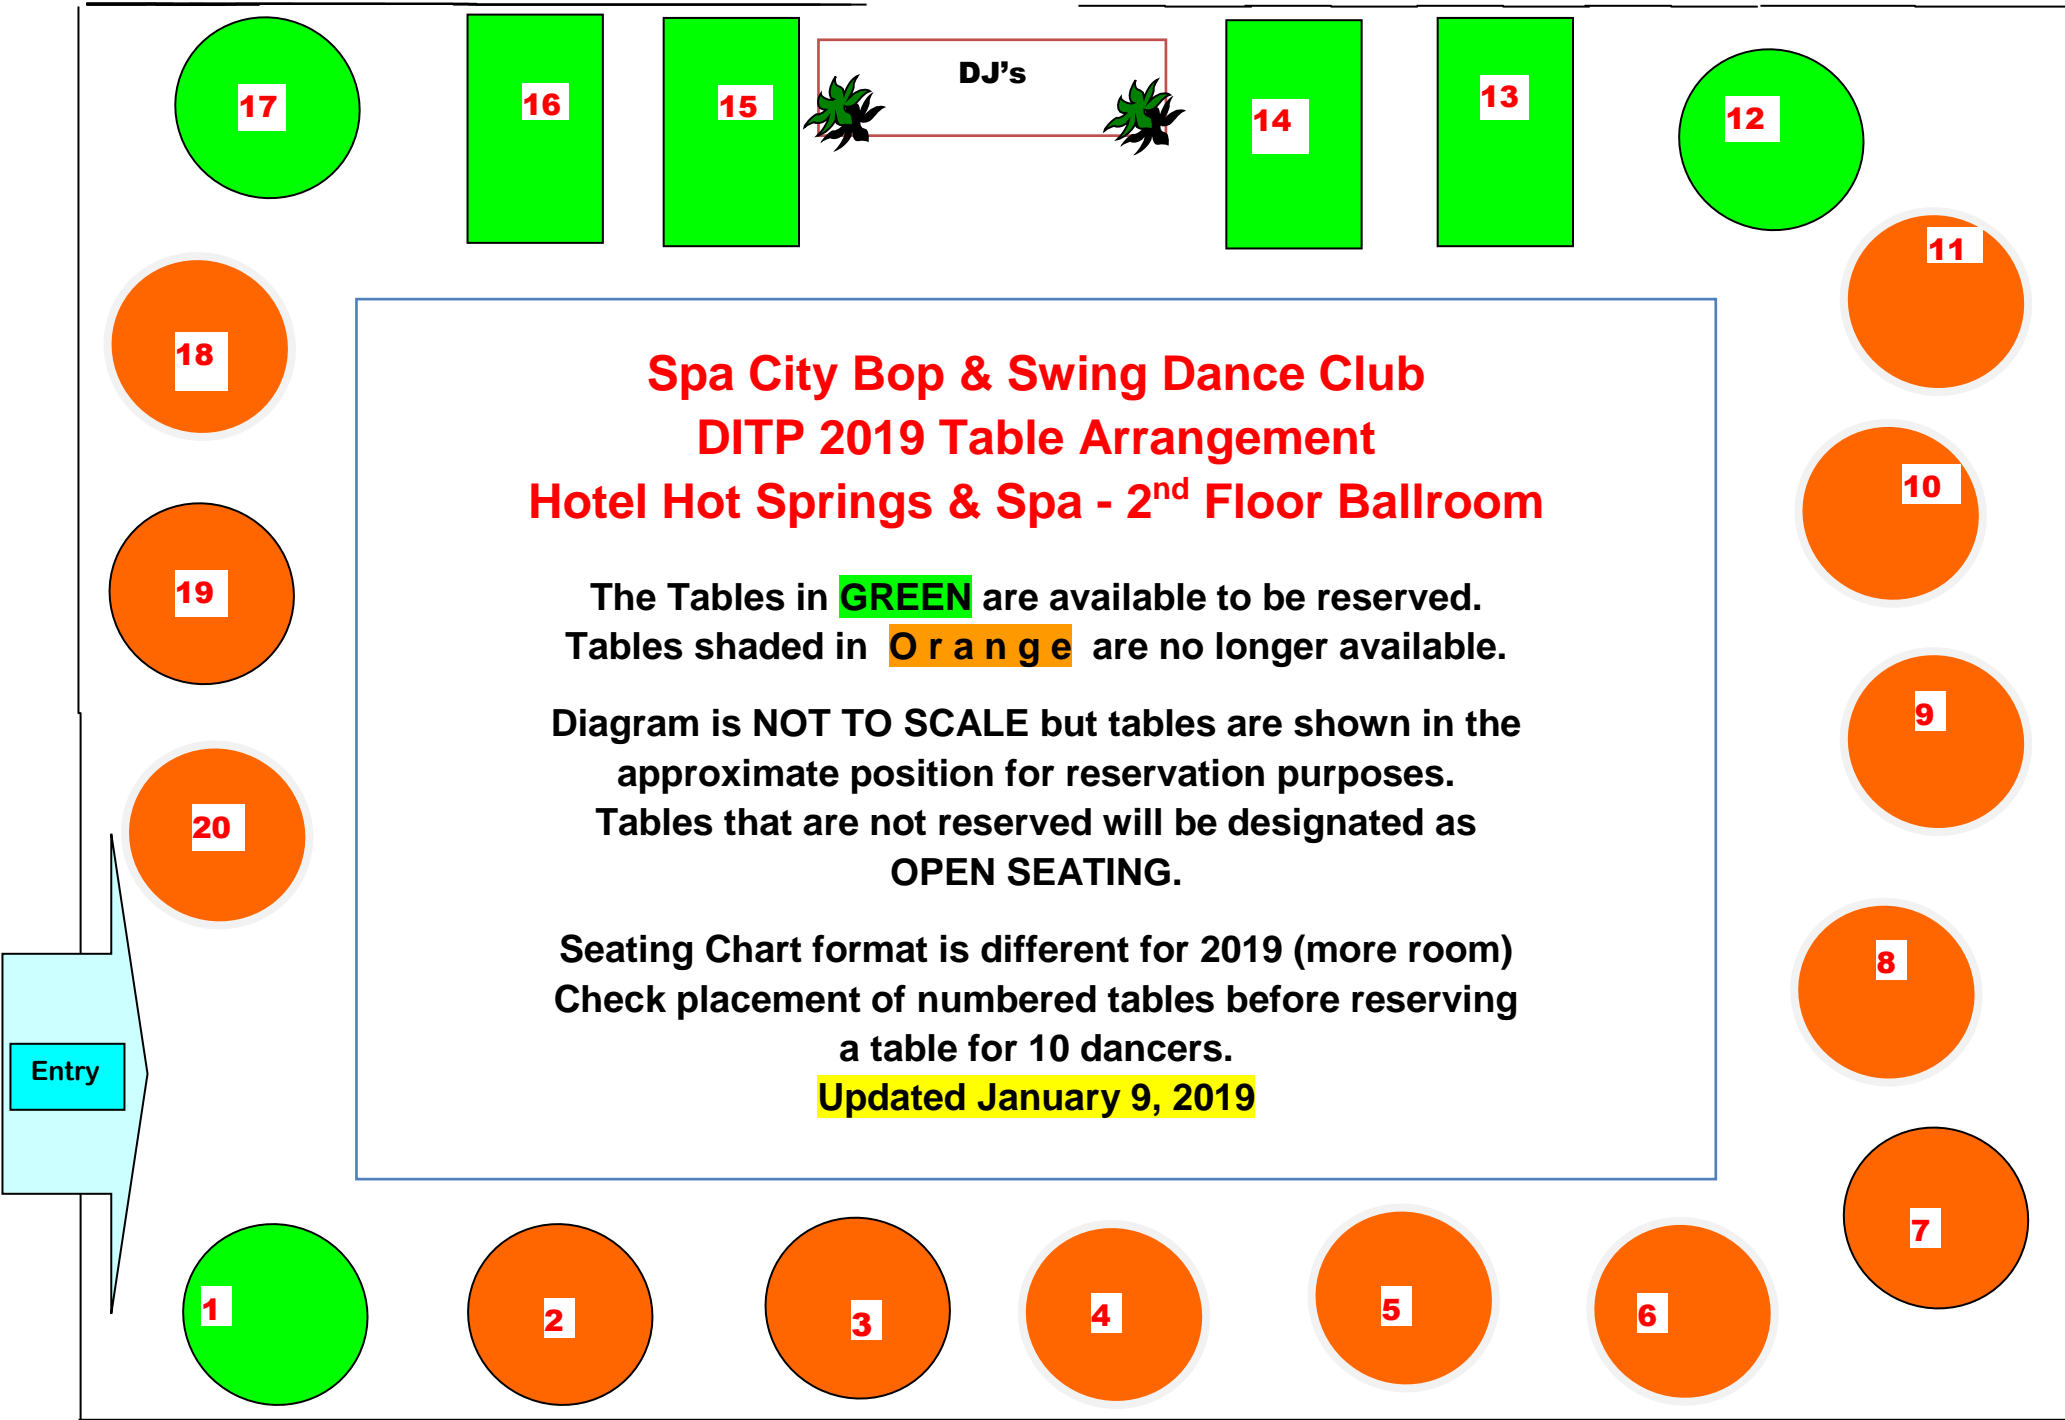 17
16
15
DJ's
14
13
12
11
18
10
19
9
20
8
Spa City Bop & Swing Dance Club
DITP 2019 Table Arrangement
Hotel Hot Springs & Spa - 2nd Floor Ballroom
The Tables in GREEN are available to be reserved.
Tables shaded in O r a n g e are no longer available.
Diagram is NOT TO SCALE but tables are shown in the
approximate position for reservation purposes.
Tables that are not reserved will be designated as
OPEN SEATING.
Seating Chart format is different for 2019 (more room)
Check placement of numbered tables before reserving
a table for 10 dancers.
Updated January 9, 2019
Entry
7
1
2
3
4
5
6